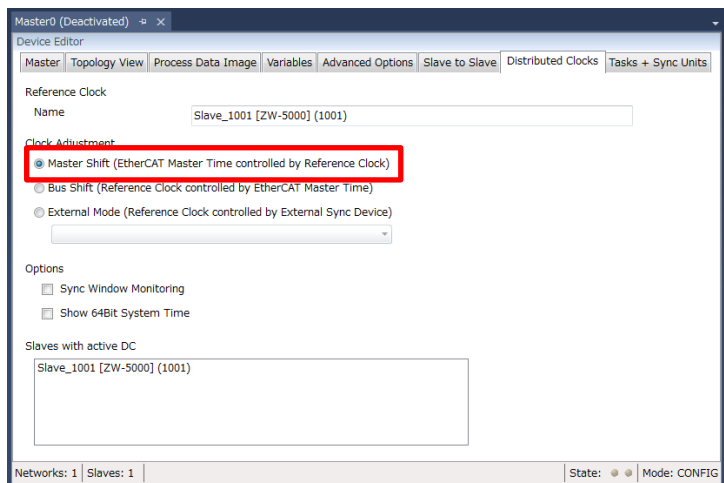 Master0 (Deactivated)
Device Editor
Master Topology View Process Data Image Variables Advanced Options Slave to Slave Distributed Clocks Tasks + Sync Units
Reference Clock
Name Slave_1001 [ZW-5000] (1001)
Clock Adjustment
Master Shift (EtherCAT Master Time controlled by Reference Clock)
Bus Shift (Reference Clock controlled by EtherCAT Master Time)
External Mode (Reference Clock controlled by External Sync Device)
Options
Sync Window Monitoring
Show 64Bit System Time
Slaves with active DC
Slave_1001 [ZW-5000] (1001)
Networks: 1 Slaves: 1 State: Mode: CONFIG